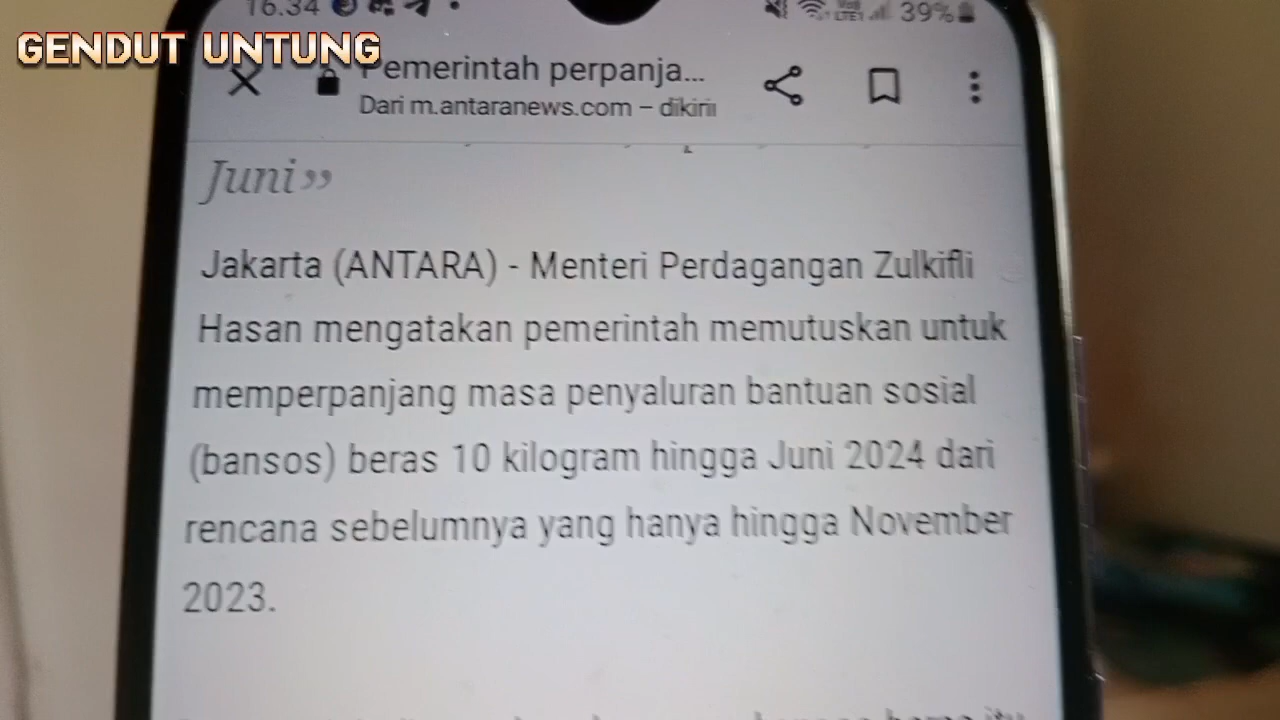 16.34
39%
GENDUT UNTUNG
Pemerintah perpanja...
Dari m.antaranews.com – dikirii
Juni”
Jakarta (ANTARA) - Menteri Perdagangan Zulkifli
Hasan mengatakan pemerintah memutuskan untuk
memperpanjang masa penyaluran bantuan sosial
(bansos) beras 10 kilogram hingga Juni 2024 dari
rencana sebelumnya yang hanya hingga November
2023.